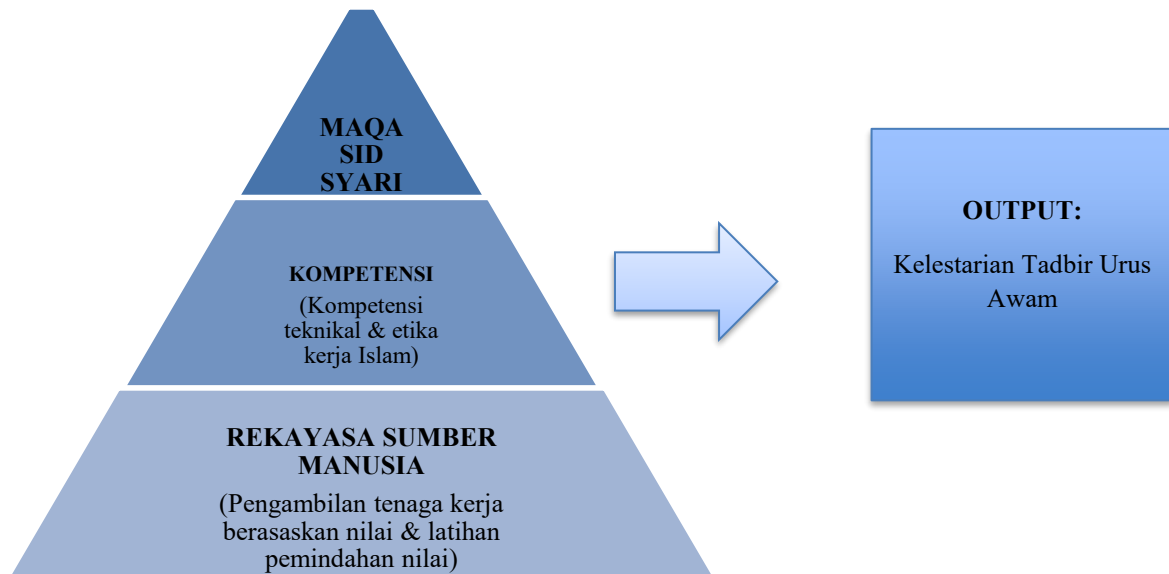 MAQA
SID
SYARI
KOMPETENSI
(Kompetensi
teknikal & etika
kerja Islam)
REKAYASA SUMBER
MANUSIA
(Pengambilan tenaga kerja
berasaskan nilai & latihan
pemindahan nilai)
OUTPUT:
Kelestarian Tadbir Urus
Awam